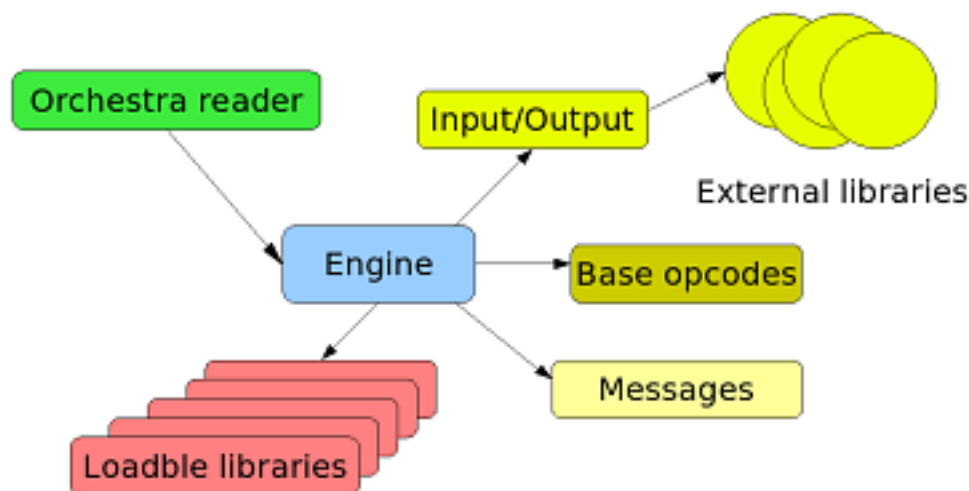 Orchestra reader
Input/Output
External libraries
Engine
Base opcodes
Messages
Loadble libraries